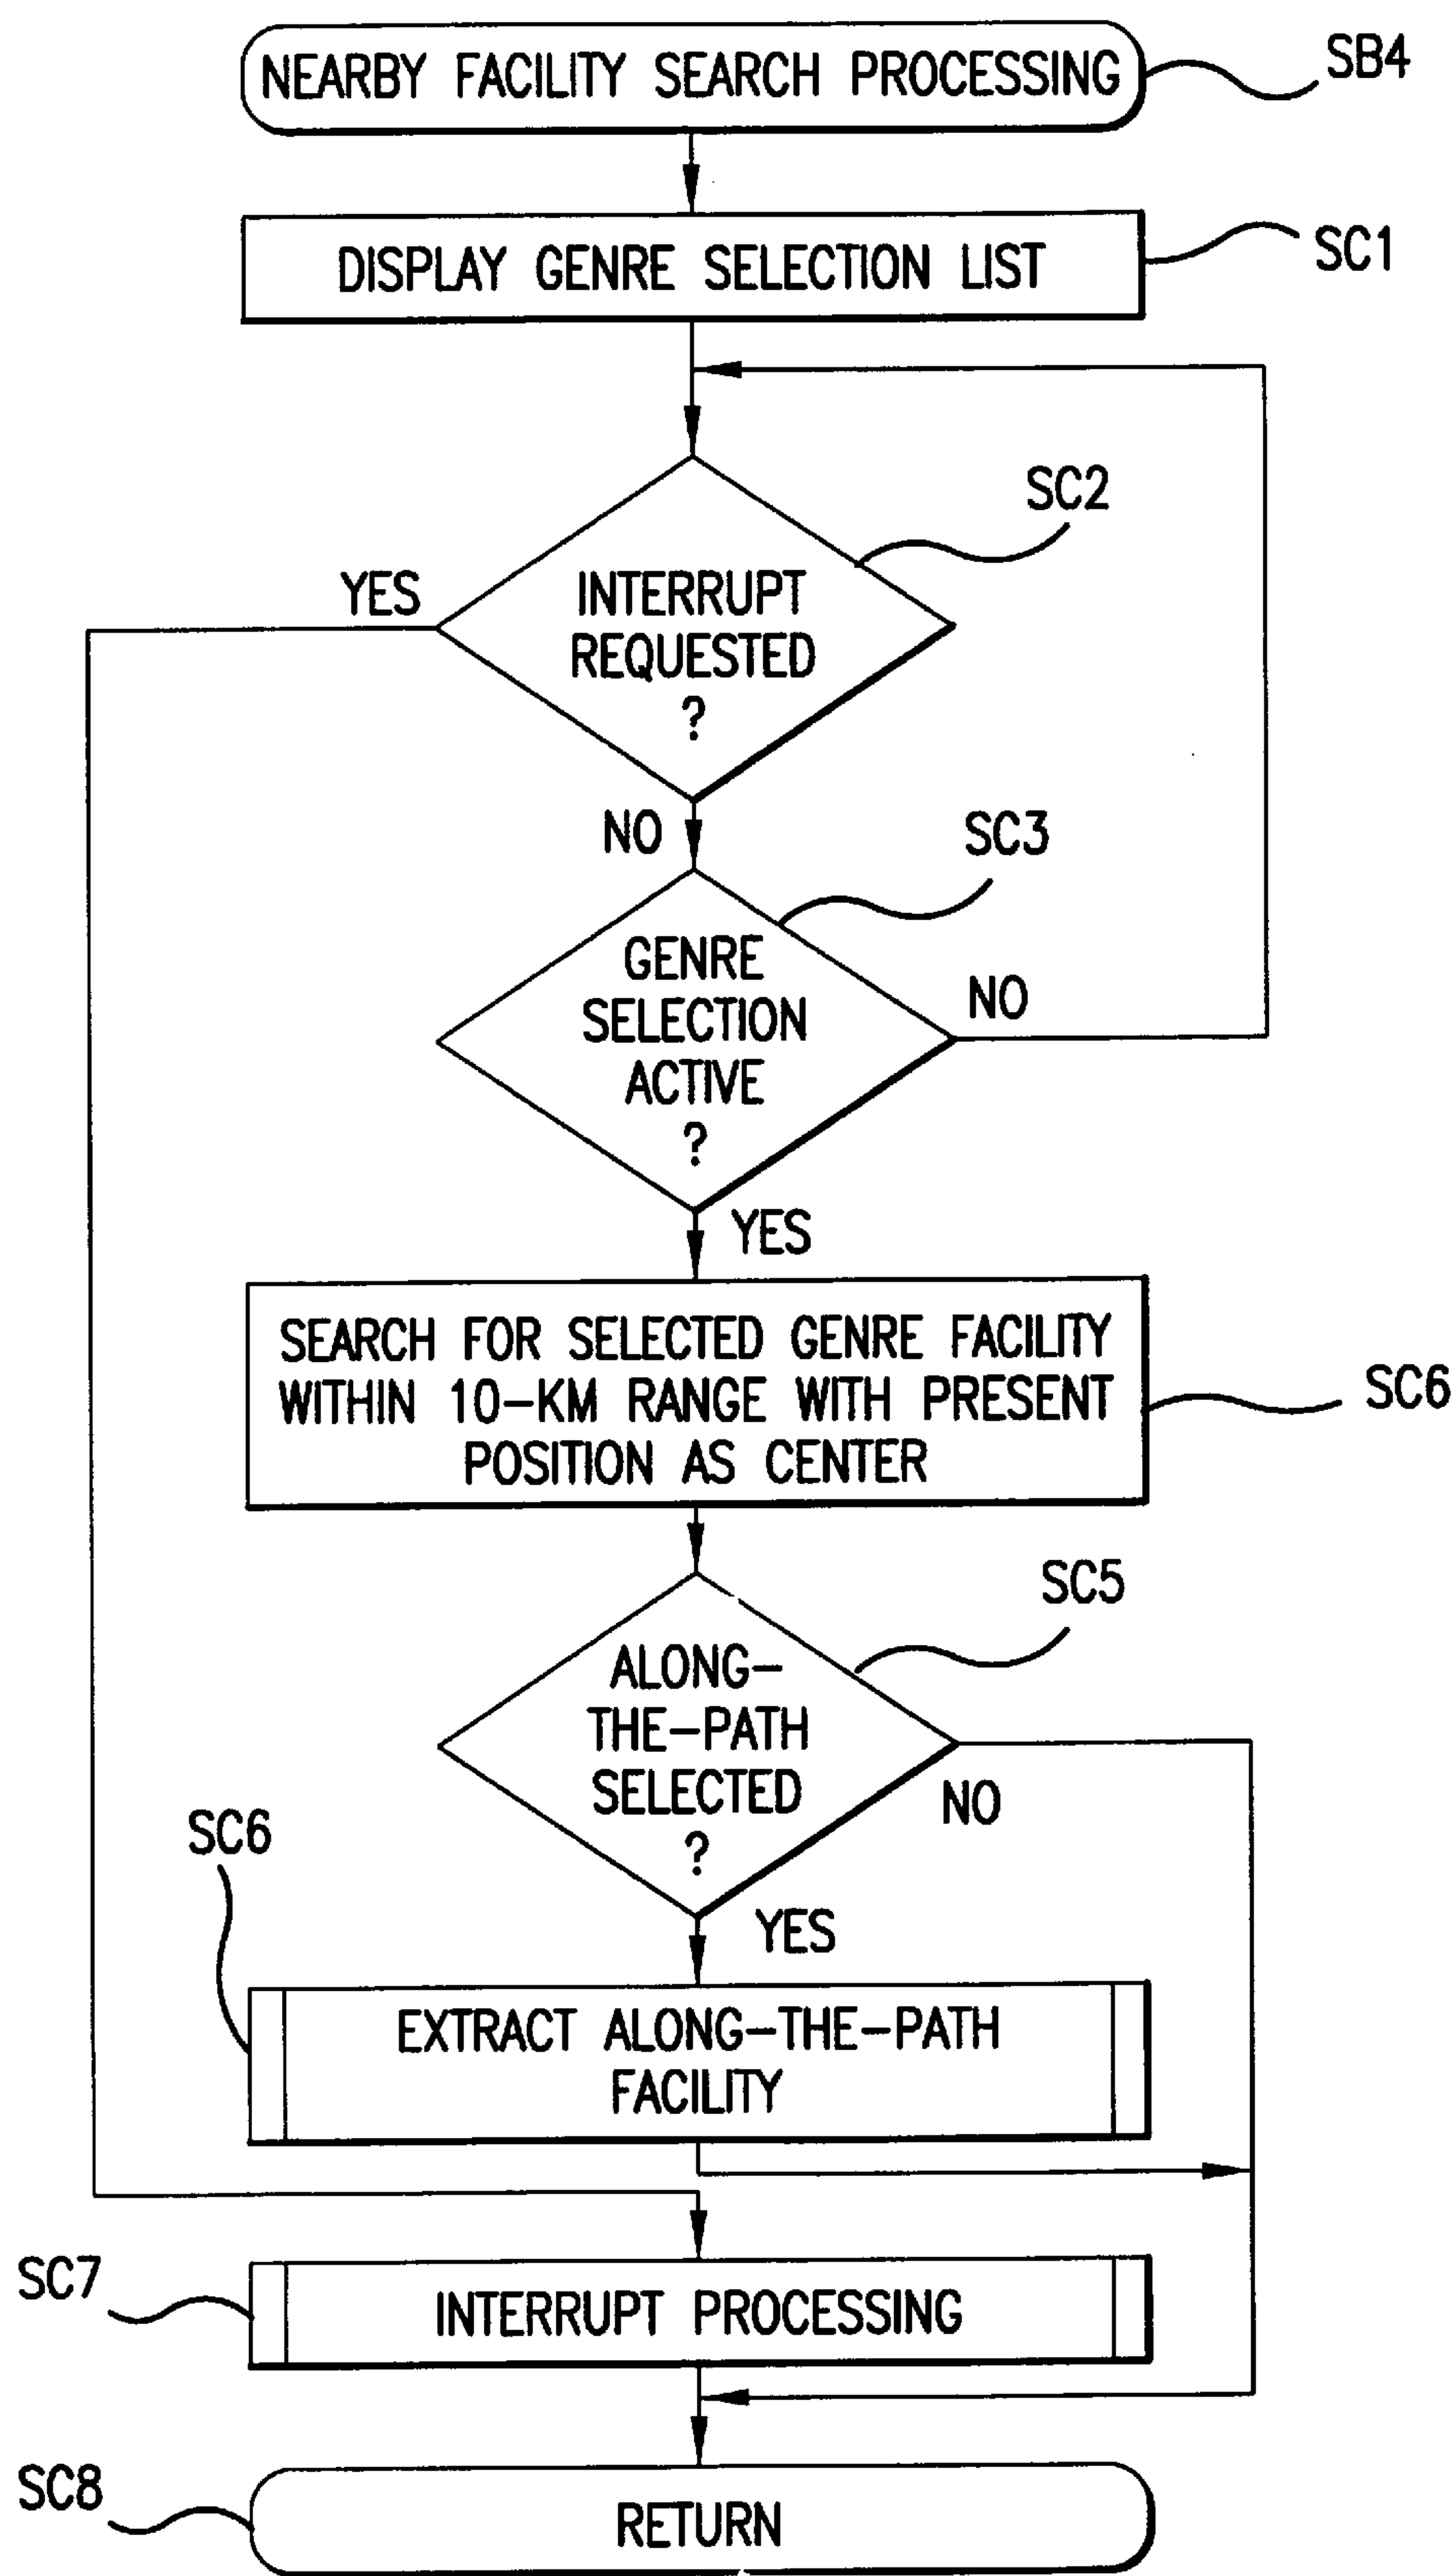 NEARBY FACILITY SEARCH PROCESSING
SB4
DISPLAY GENRE SELECTION LIST
SC1
SC2
YES
INTERRUPT
REQUESTED
?
NO
SC3
GENRE
SELECTION
ACTIVE
?
NO
YES
SEARCH FOR SELECTED GENRE FACILITY
WITHIN 10-KM RANGE WITH PRESENT
POSITION AS CENTER
SC6
SC5
ALONG-
THE-PATH
SELECTED
?
NO
SC6
YES
EXTRACT ALONG-THE-PATH
FACILITY
SC7
INTERRUPT PROCESSING
SC8
RETURN